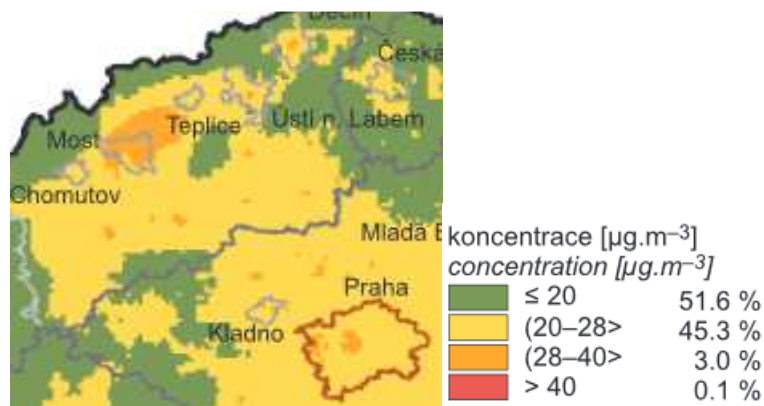 Děčín
Česká
Teplice
Ústí n. Labem
Most
Chomutov
Mladá B
Praha
Kladno
koncentrace [µg.m–3]
concentration [µg.m–3]
≤ 20 51.6 %
(20–28> 45.3 %
(28–40> 3.0 %
> 40 0.1 %